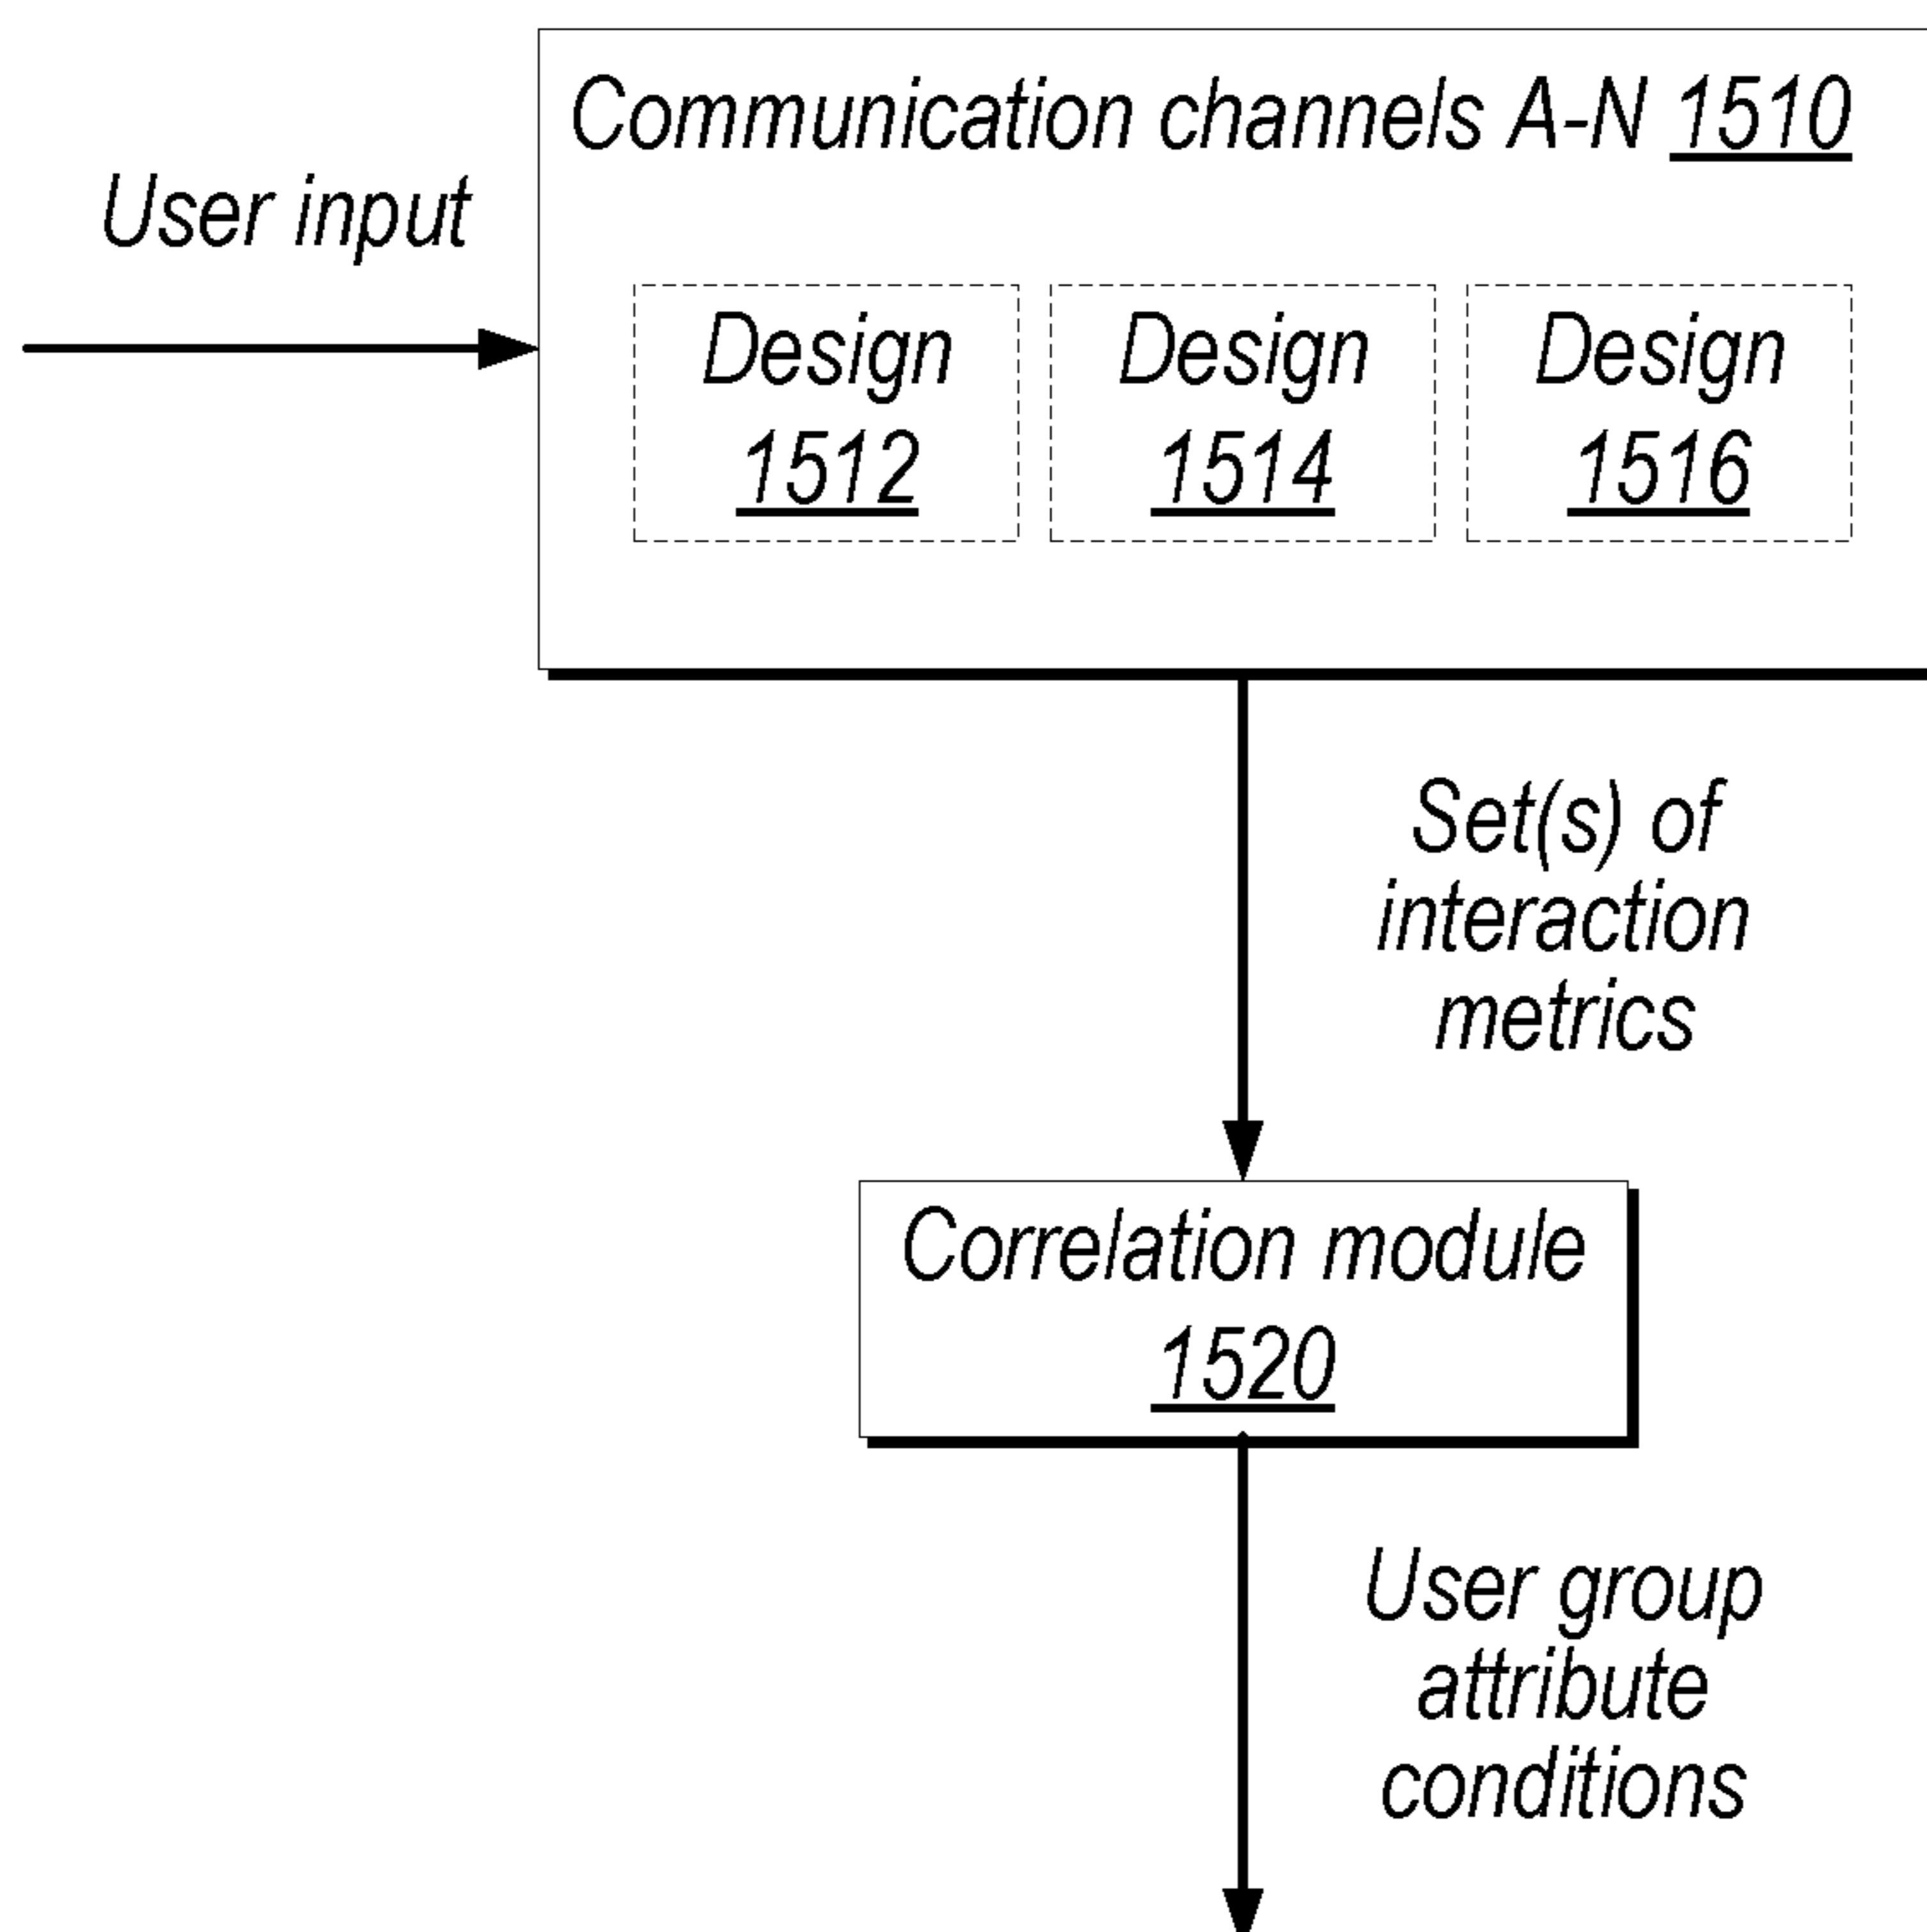 Communication channels A-N 1510
User input
Design
1512
Design
1514
Design
1516
Set(s) of
interaction
metrics
Correlation module
1520
User group
attribute
conditions